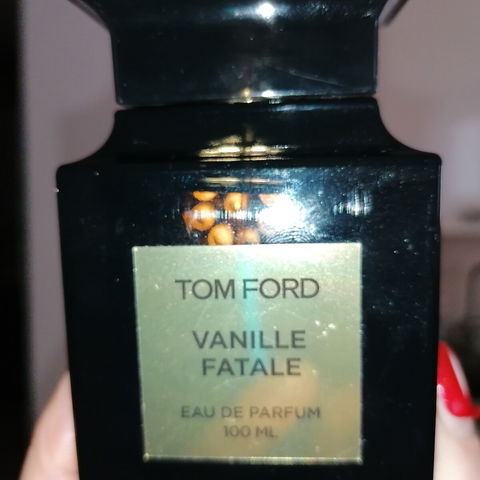 TOM FORD
VANILLE
FATALE
EAU DE PARFUM
100 ML